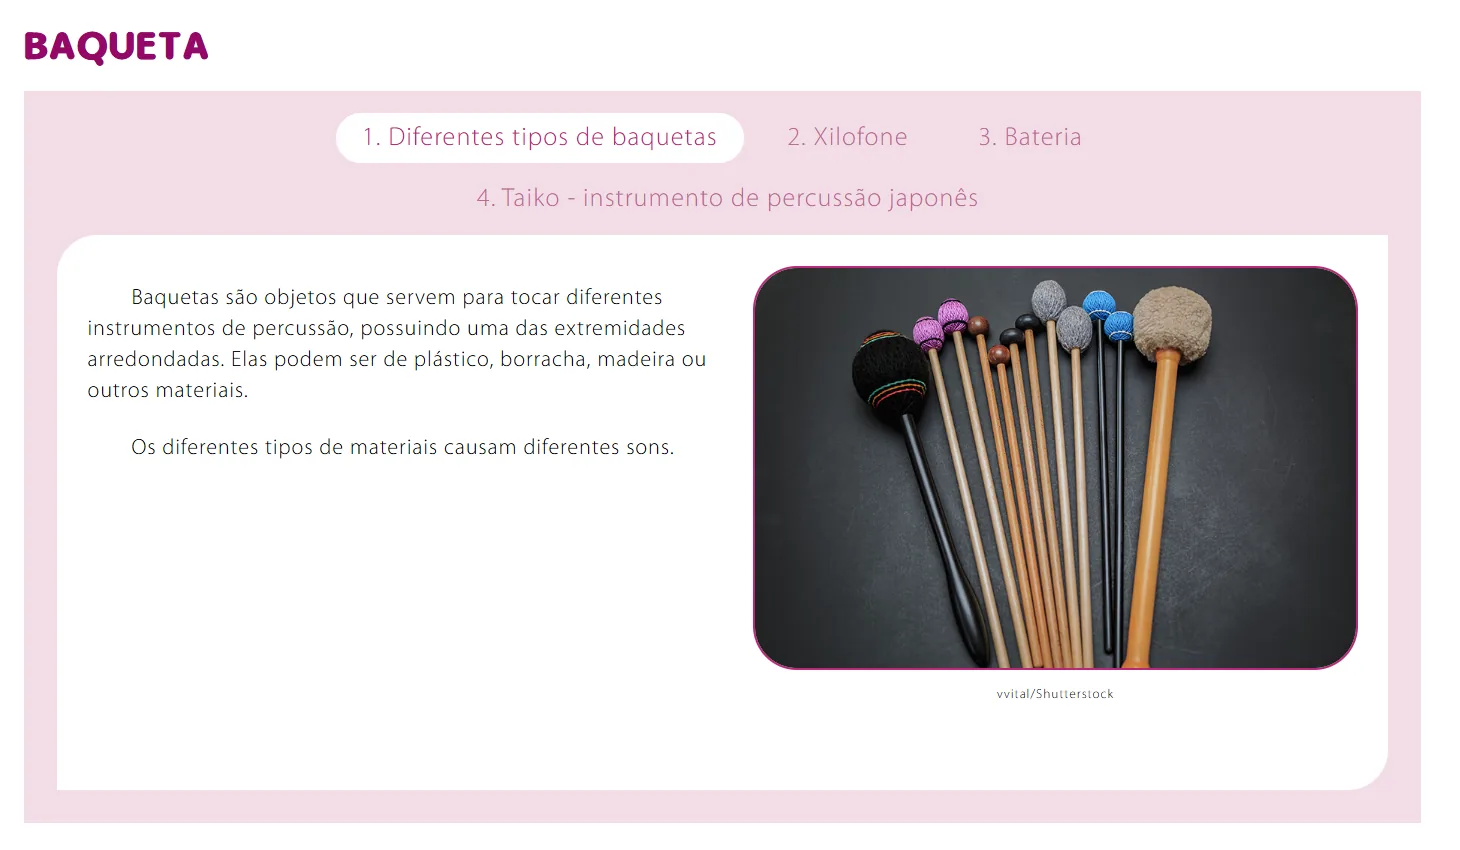 BAQUETA
1. Diferentes tipos de baquetas
2. Xilofone
3. Bateria
4. Taiko - instrumento de percussão japonês
Baquetas são objetos que servem para tocar diferentes
instrumentos de percussão, possuindo uma das extremidades
arredondadas. Elas podem ser de plástico, borracha, madeira ou
outros materiais.
Os diferentes tipos de materiais causam diferentes sons.
vvital/Shutterstock